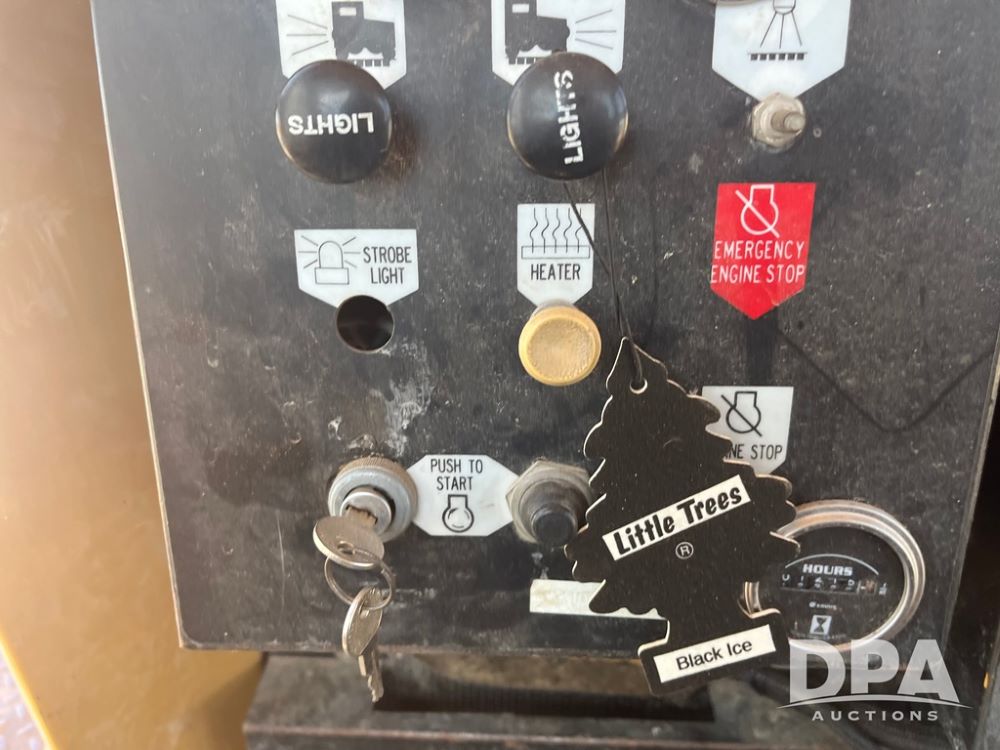 LIGHTS
LIGHTS
STROBE
LIGHT
HEATER
EMERGENCY
ENGINE STOP
PUSH TO
START
NE STOP
Little Trees
®
Black Ice
HOURS
DPA
AUCTIONS